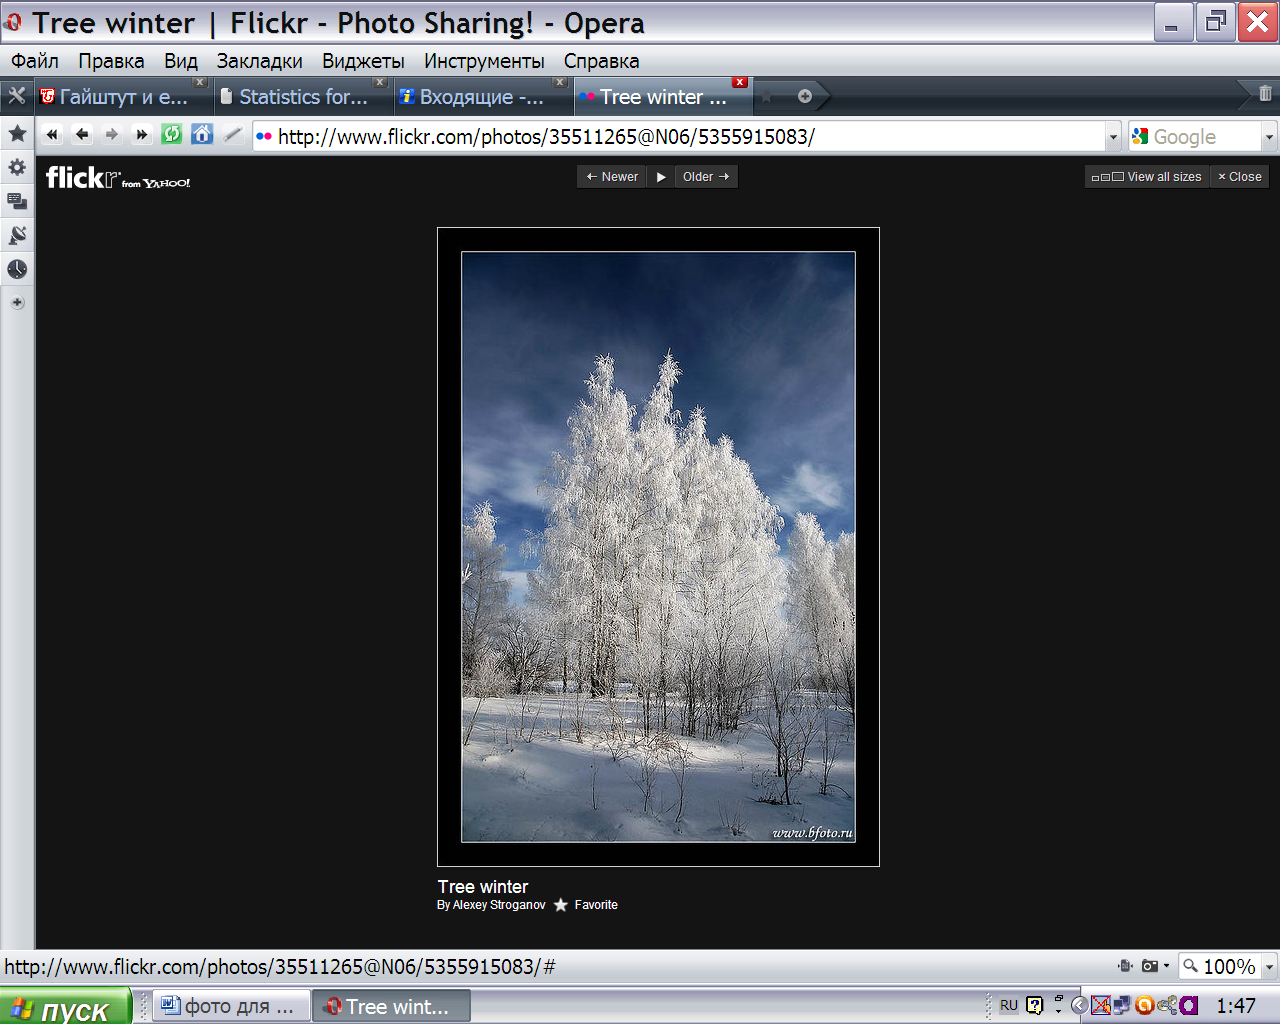 Tree winter | Flickr - Photo Sharing! - Opera
Файл Правка Вид Закладки Виджеты Инструменты Справка
Гайштут и е... Statistics for... Входящие -... Tree winter ...
http://www.flickr.com/photos/35511265@N06/5355915083/ Google
flickr from YAHOO! ← Newer Older → View all sizes × Close
www.bfoto.ru
Tree winter
By Alexey Stroganov Favorite
http://www.flickr.com/photos/35511265@N06/5355915083/# 100%
пуск фото для ... Tree wint... RU 1:47